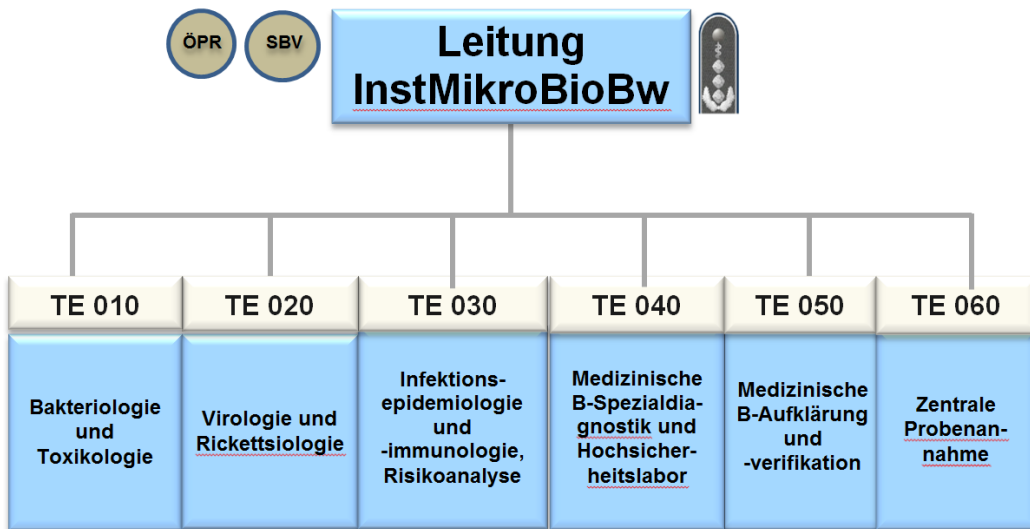 ÖPR
SBV
Leitung
InstMikroBioBw
TE 010
TE 020
TE 030
TE 040
TE 050
TE 060
Bakteriologie
und
Toxikologie
Virologie und
Rickettsiologie
Infektions-
epidemiologie
und
-immunologie,
Risikoanalyse
Medizinische
B-Spezialdia-
gnostik und
Hochsicher-
heitslabor
Medizinische
B-Aufklärung
und
-verifikation
Zentrale
Probenan-
nahme